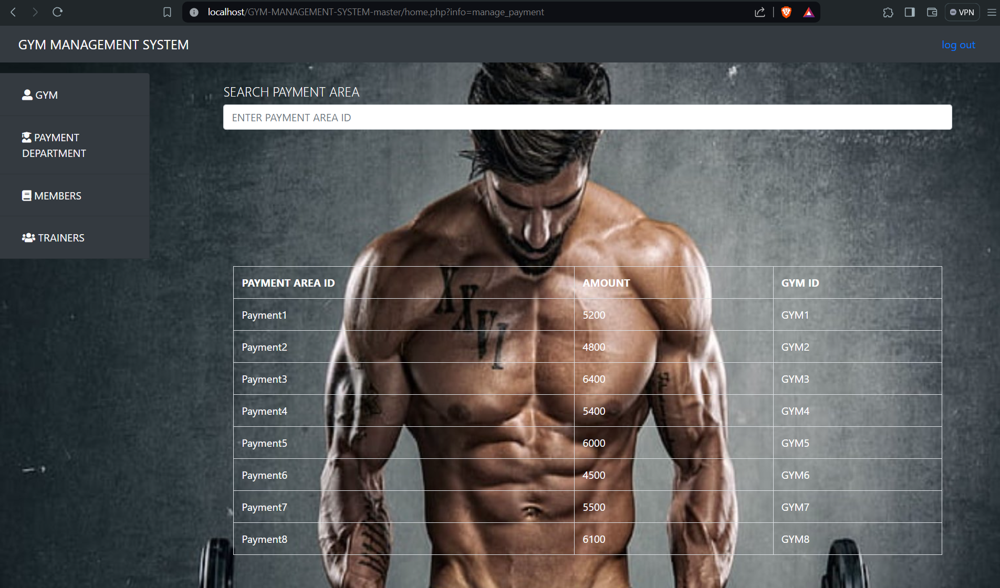 localhost/GYM-MANAGEMENT-SYSTEM-master/home.php?info=manage_payment
VPN
GYM MANAGEMENT SYSTEM
log out
GYM
PAYMENT
DEPARTMENT
MEMBERS
TRAINERS
SEARCH PAYMENT AREA
ENTER PAYMENT AREA ID
PAYMENT AREA ID AMOUNT GYM ID
Payment1 5200 GYM1
Payment2 4800 GYM2
Payment3 6400 GYM3
Payment4 5400 GYM4
Payment5 6000 GYM5
Payment6 4500 GYM6
Payment7 5500 GYM7
Payment8 6100 GYM8
XXVI